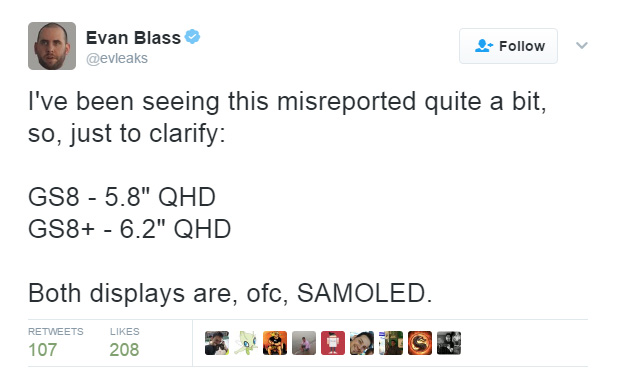 Evan Blass
@evleaks
Follow
I've been seeing this misreported quite a bit,
so, just to clarify:
GS8 - 5.8" QHD
GS8+ - 6.2" QHD
Both displays are, ofc, SAMOLED.
RETWEETS LIKES
107 208